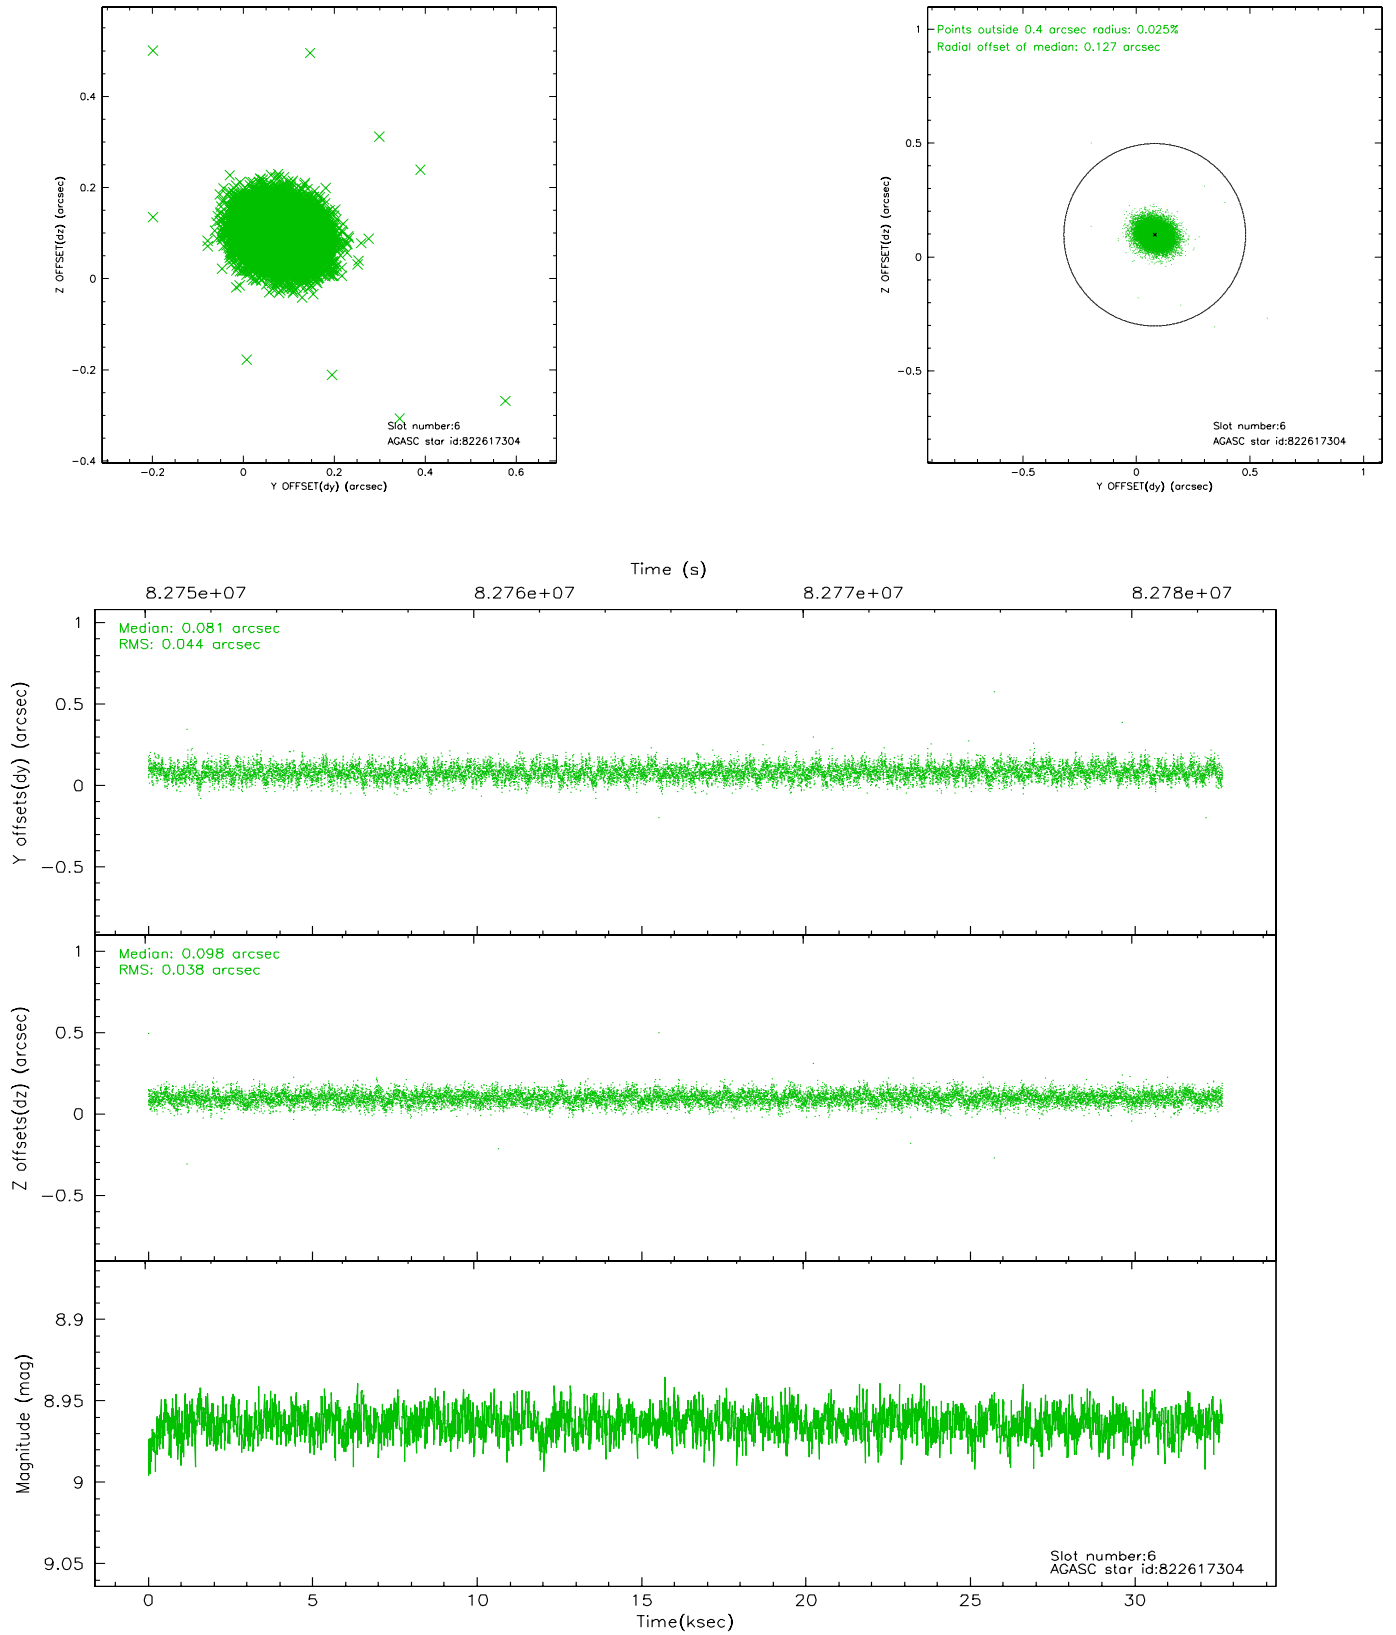 0.4
0.2
0
−0.2
−0.4
Z OFFSET(dz) (arcsec)
−0.2 0 0.2 0.4 0.6
Y OFFSET(dy) (arcsec)
Slot number:6
AGASC star id:822617304
Points outside 0.4 arcsec radius: 0.025%
Radial offset of median: 0.127 arcsec
1
0.5
0
−0.5
Z OFFSET(dz) (arcsec)
−0.5 0 0.5 1
Y OFFSET(dy) (arcsec)
Slot number:6
AGASC star id:822617304
Time (s)
8.275e+07 8.276e+07 8.277e+07 8.278e+07
Median: 0.081 arcsec
RMS: 0.044 arcsec
1
0.5
0
−0.5
Y offsets(dy) (arcsec)
Median: 0.098 arcsec
RMS: 0.038 arcsec
1
0.5
0
−0.5
Z offsets(dz) (arcsec)
8.9
8.95
9
9.05
Magnitude (mag)
Slot number:6
AGASC star id:822617304
0 5 10 15 20 25 30
Time(ksec)